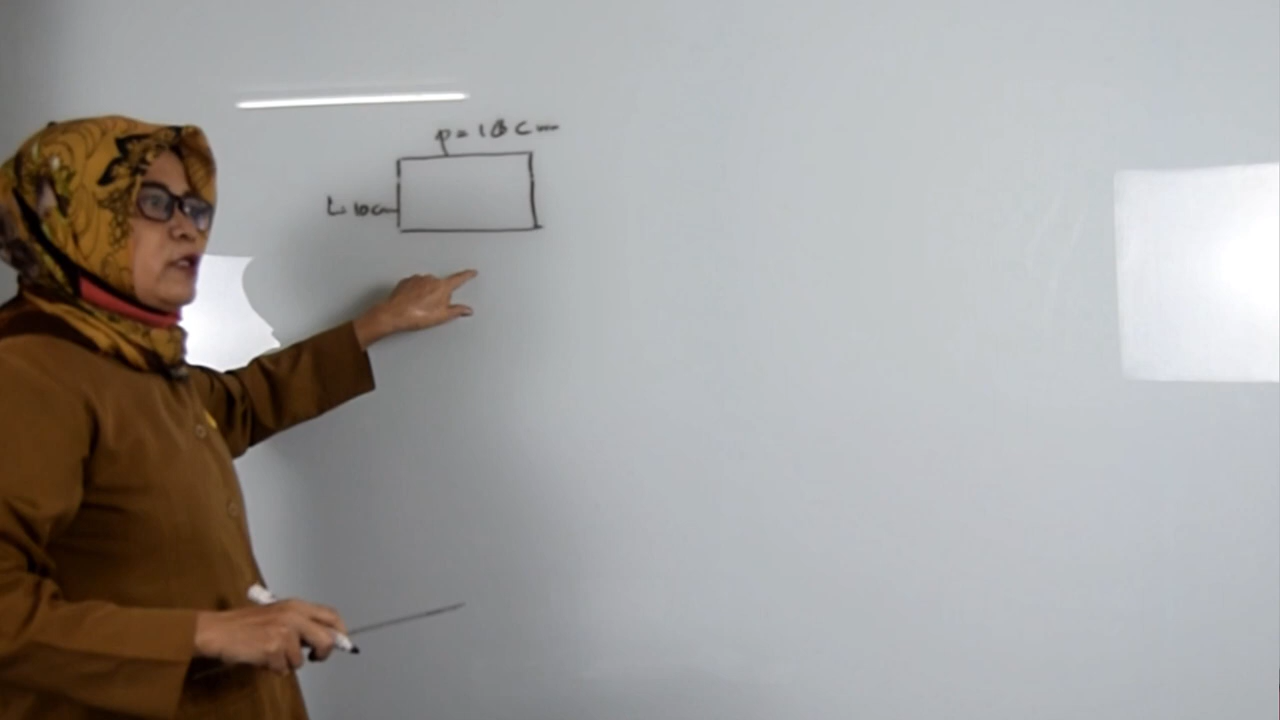 p = 18 cm
L = 10 cm